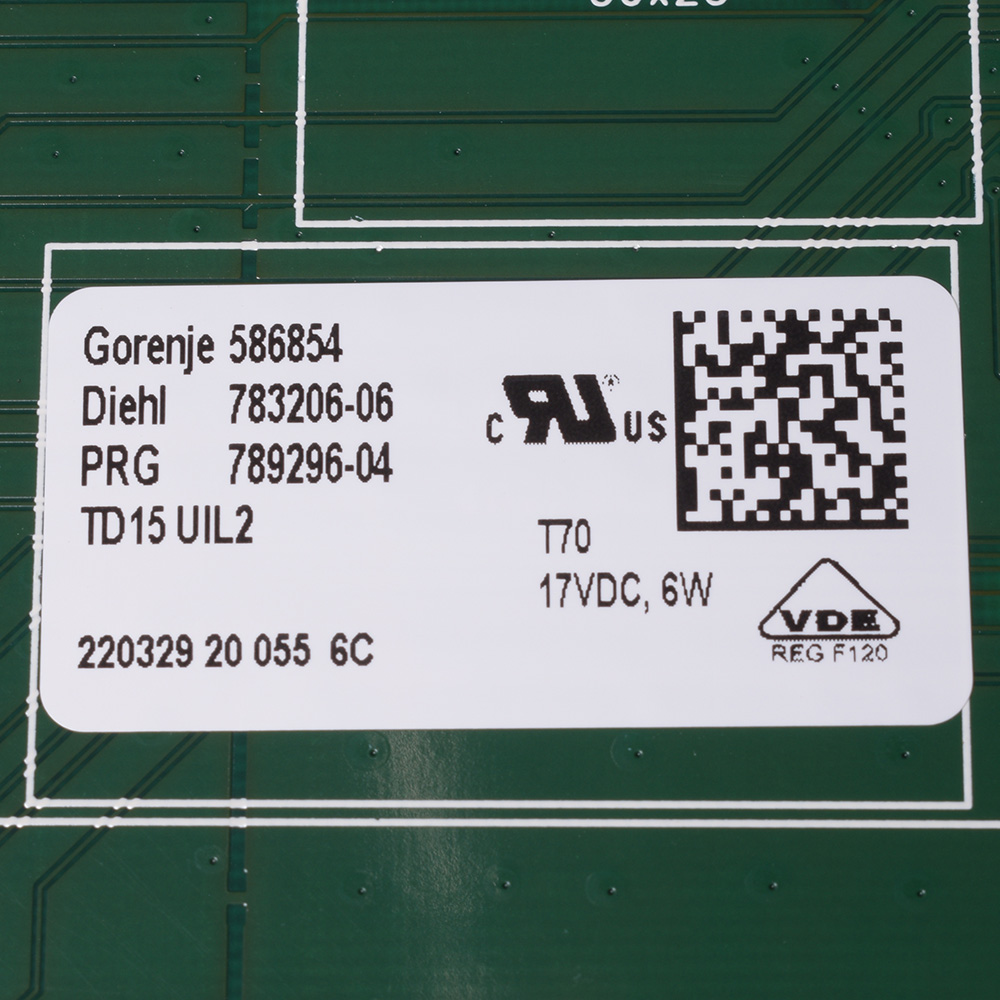 Gorenje 586854
Diehl 783206-06
PRG 789296-04
TD15 UIL2
c RU US
T70
17VDC, 6W
VDE
REG F120
220329 20 055 6C